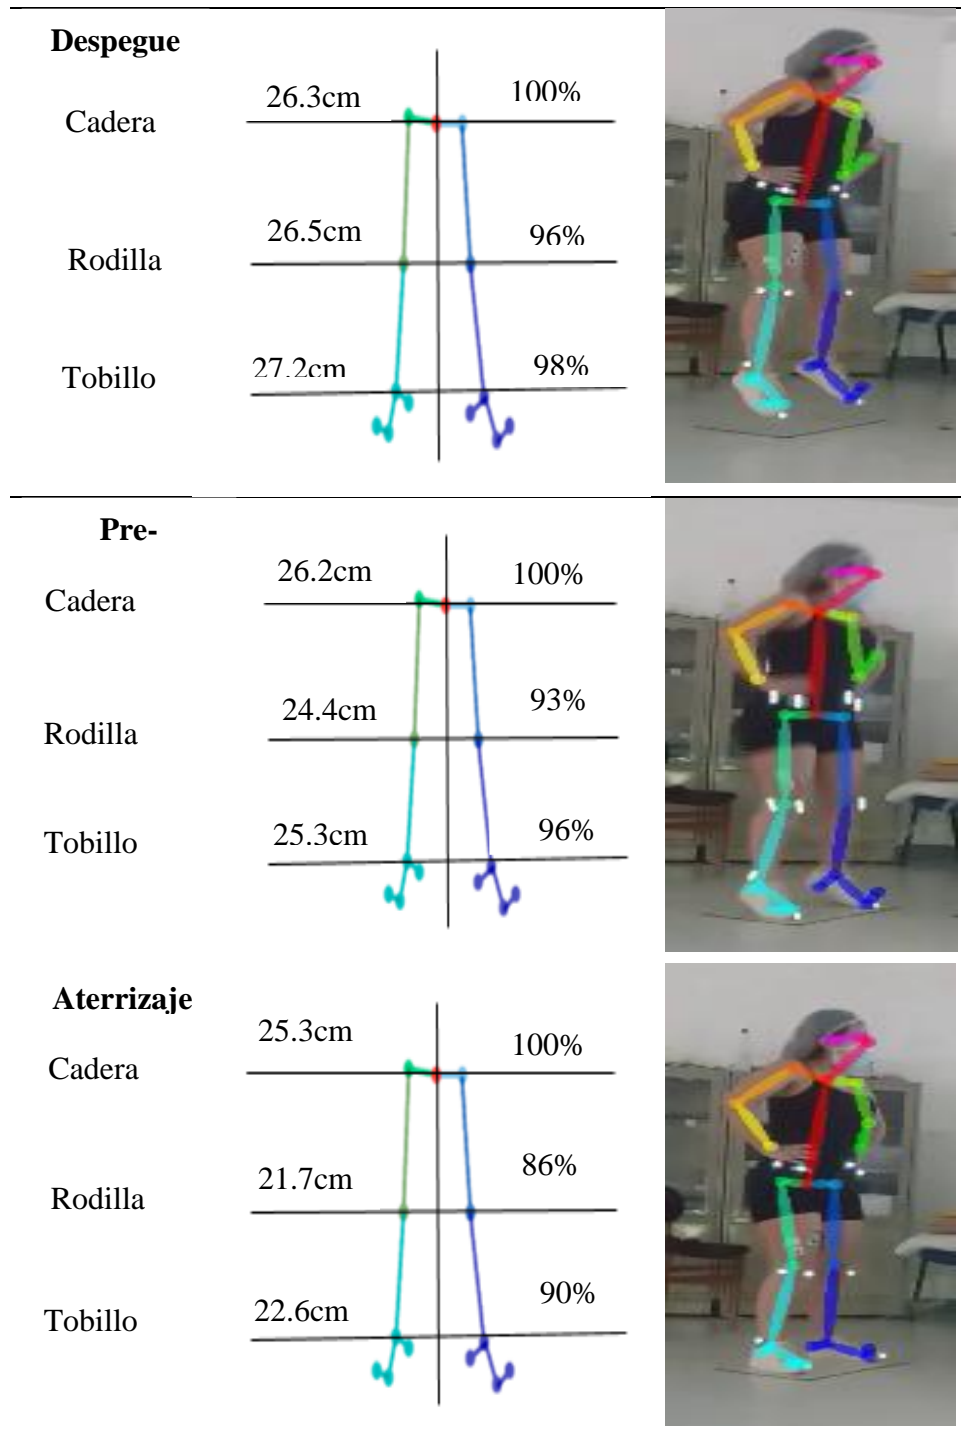 Despegue
Cadera 26.3cm 100%
Rodilla 26.5cm 96%
Tobillo 27.2cm 98%
Pre-
Cadera 26.2cm 100%
Rodilla 24.4cm 93%
Tobillo 25.3cm 96%
Aterrizaje
Cadera 25.3cm 100%
Rodilla 21.7cm 86%
Tobillo 22.6cm 90%